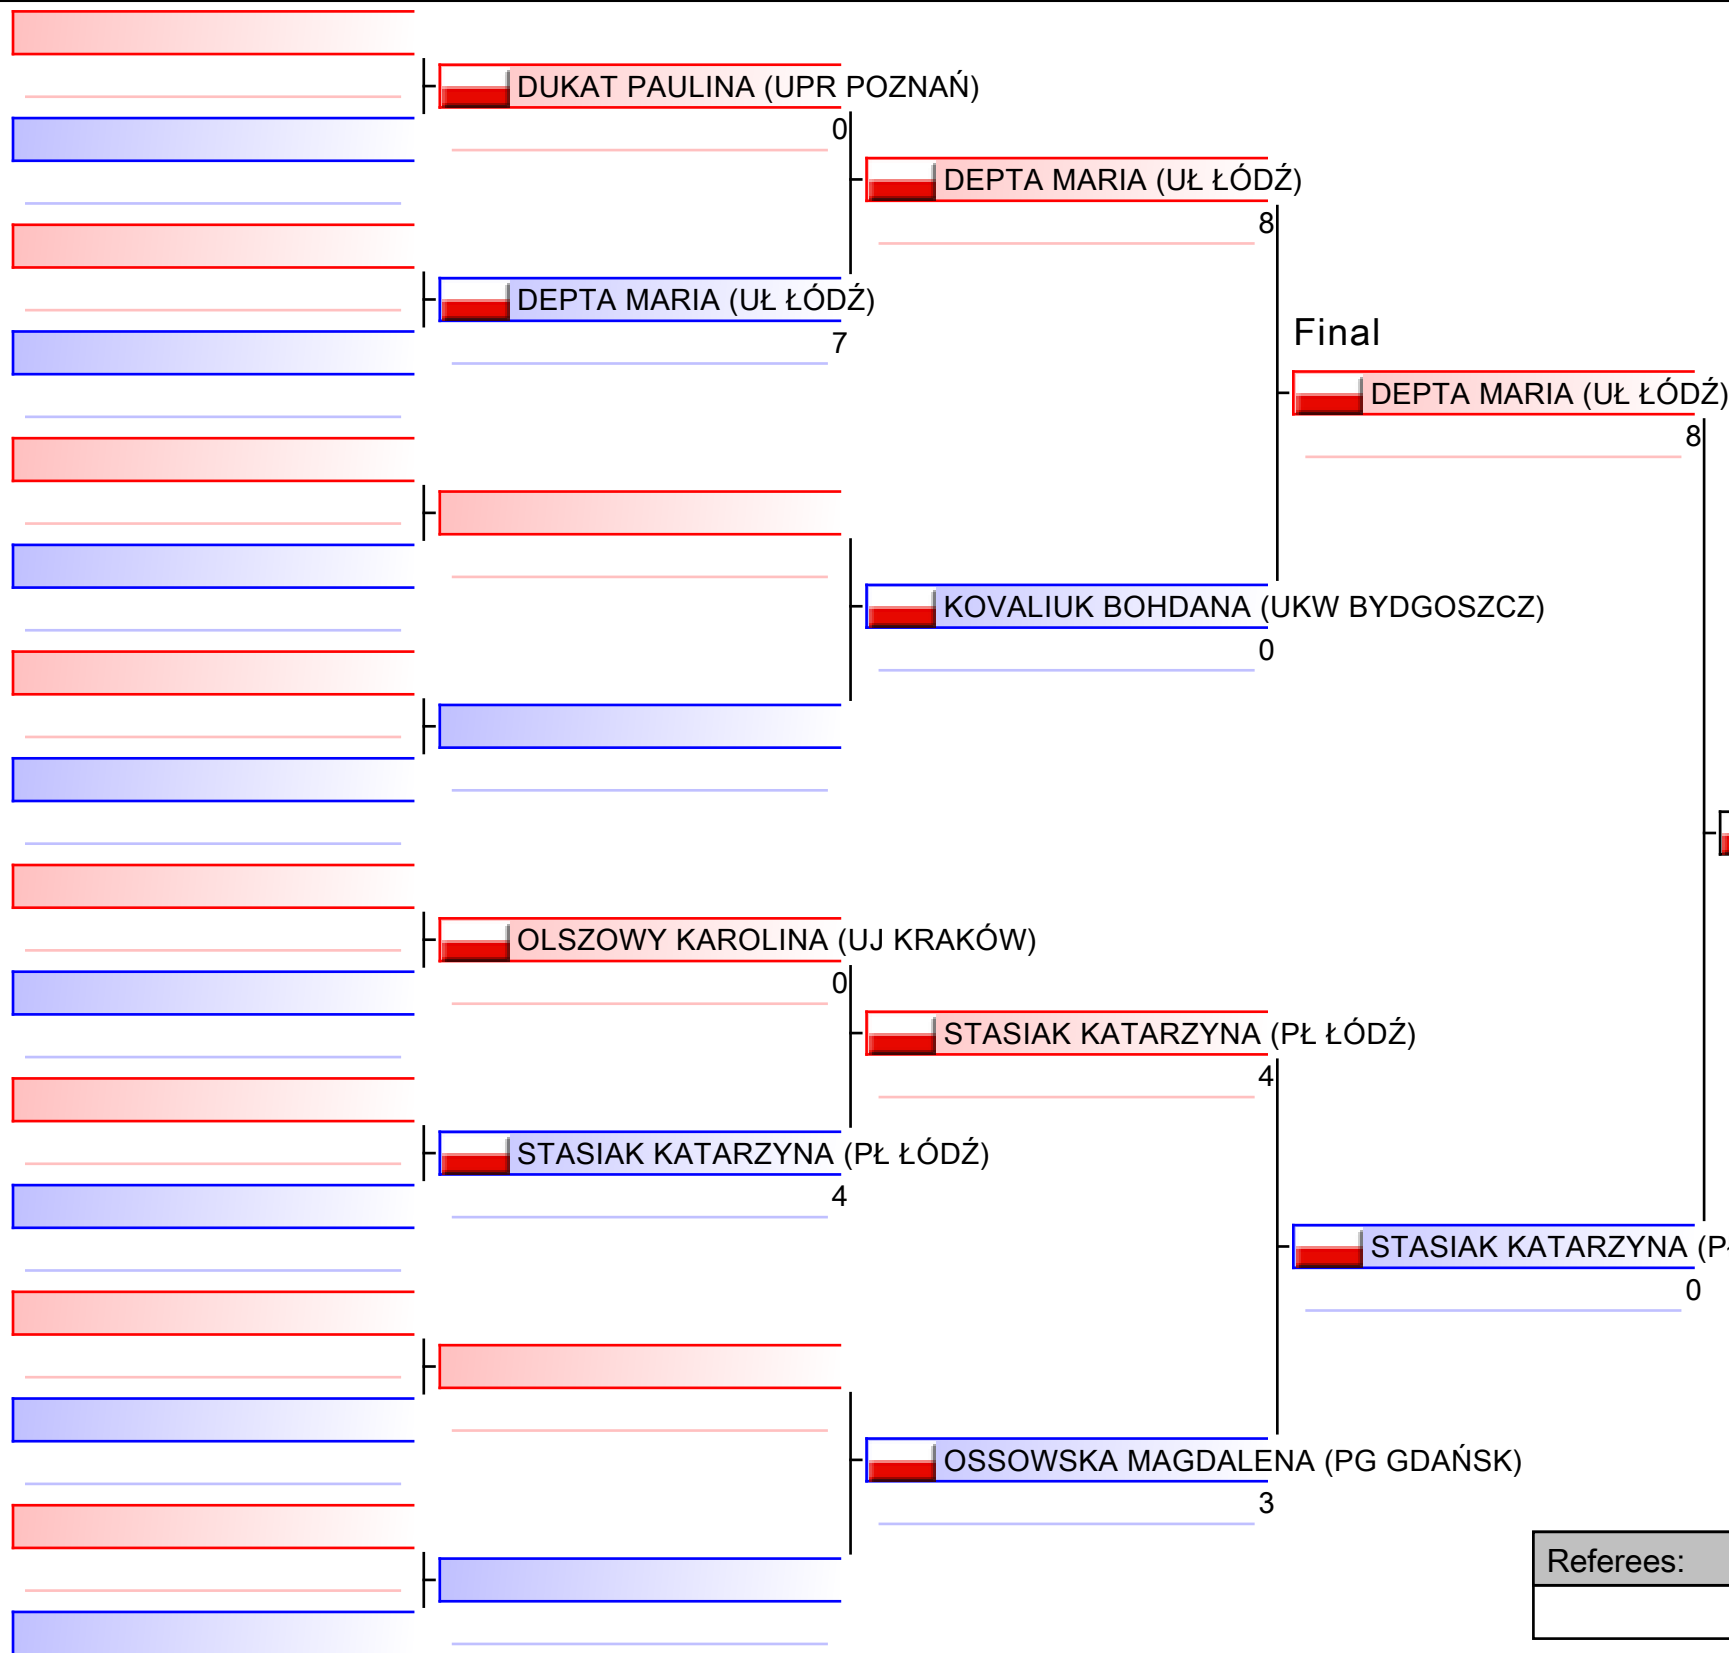 DUKAT PAULINA (UPR POZNAŃ)
0
DEPTA MARIA (UŁ ŁÓDŹ)
8
DEPTA MARIA (UŁ ŁÓDŹ)
7
Final
DEPTA MARIA (UŁ ŁÓDŹ)
8
KOVALIUK BOHDANA (UKW BYDGOSZCZ)
0
OLSZOWY KAROLINA (UJ KRAKÓW)
0
STASIAK KATARZYNA (PŁ ŁÓDŹ)
4
STASIAK KATARZYNA (PŁ ŁÓDŹ)
4
STASIAK KATARZYNA (PŁ
0
OSSOWSKA MAGDALENA (PG GDAŃSK)
3
Referees: